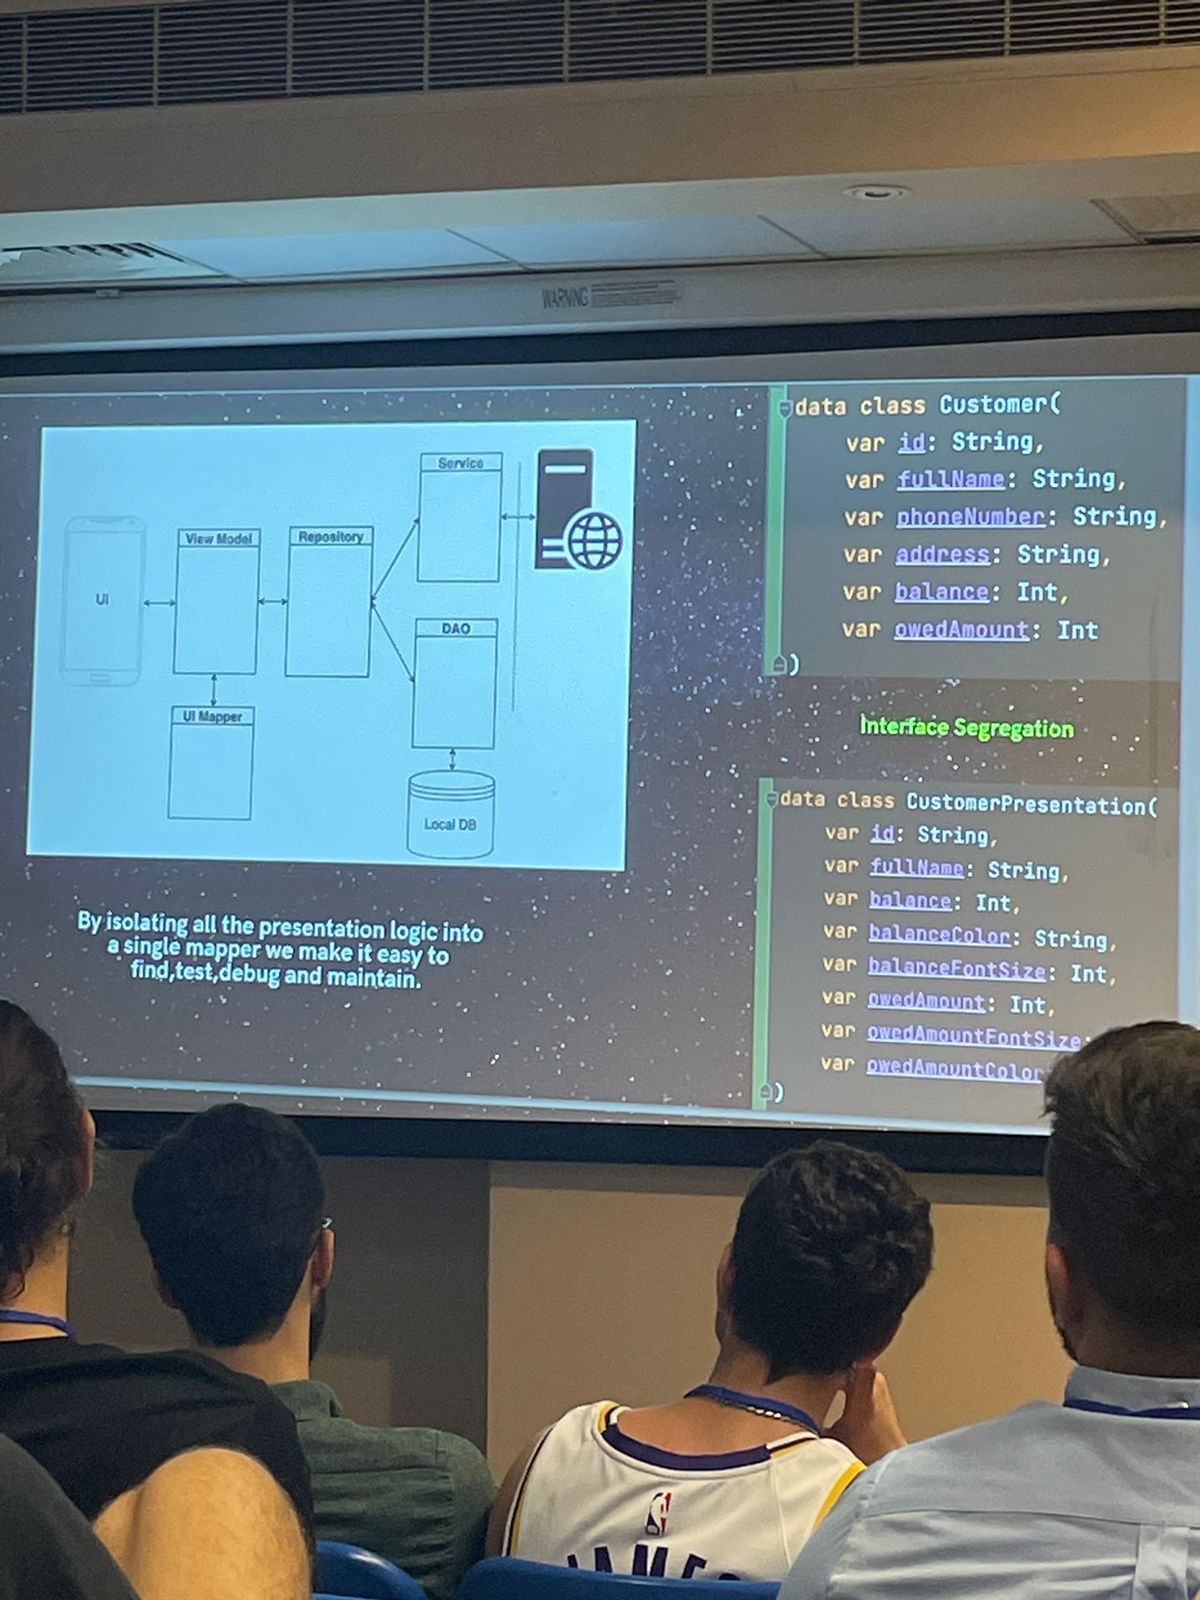 WARNING
Service
View Model
Repository
UI
DAO
UI Mapper
Local DB
By isolating all the presentation logic into
a single mapper we make it easy to
find,test,debug and maintain.
data class Customer(
var id: String,
var fullName: String,
var phoneNumber: String,
var address: String,
var balance: Int,
var owedAmount: Int
)
Interface Segregation
data class CustomerPresentation(
var id: String,
var fullName: String,
var balance: Int,
var balanceColor: String,
var balanceFontSize: Int,
var owedAmount: Int,
var owedAmountFontSize:
var owedAmountColor
)
JAMES